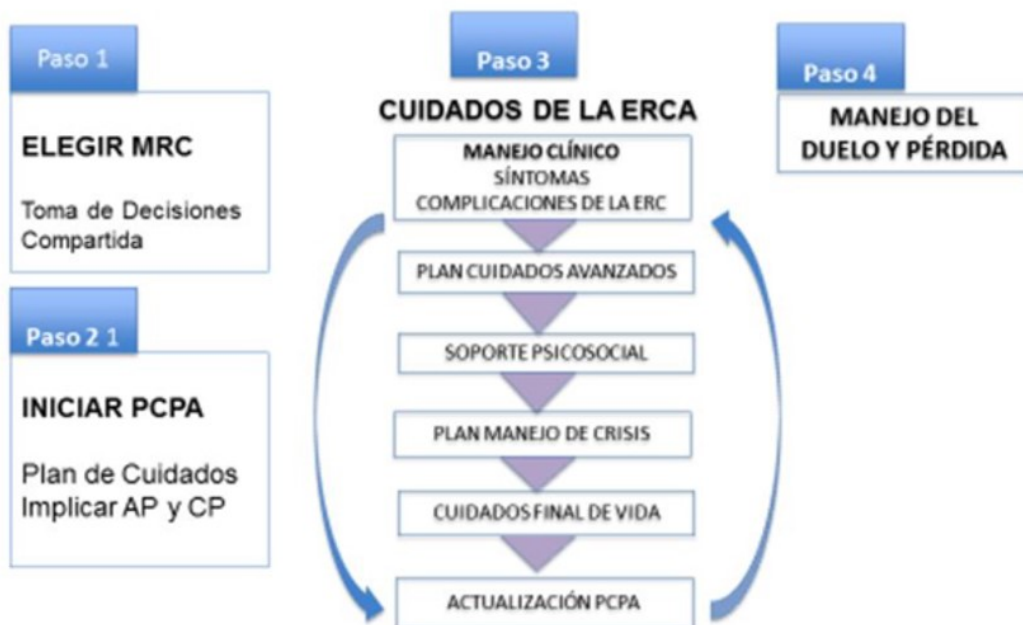 Paso 1
ELEGIR MRC
Toma de Decisiones
Compartida
Paso 2 1
INICIAR PCPA
Plan de Cuidados
Implicar AP y CP
Paso 3
CUIDADOS DE LA ERCA
MANEJO CLÍNICO
SÍNTOMAS
COMPLICACIONES DE LA ERC
PLAN CUIDADOS AVANZADOS
SOPORTE PSICOSOCIAL
PLAN MANEJO DE CRISIS
CUIDADOS FINAL DE VIDA
ACTUALIZACIÓN PCPA
Paso 4
MANEJO DEL
DUELO Y PÉRDIDA